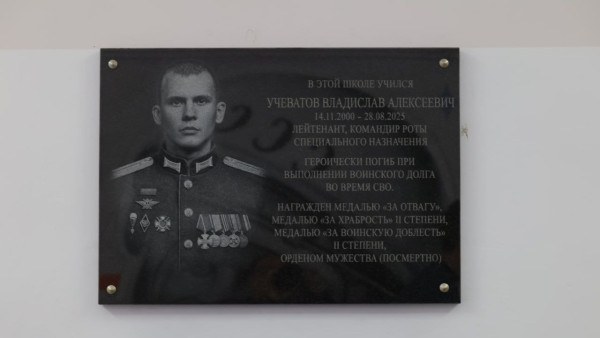 В ЭТОЙ ШКОЛЕ УЧИЛСЯ
УЧЕВАТОВ ВЛАДИСЛАВ АЛЕКСЕЕВИЧ
14.11.2000 – 28.08.2025
ЛЕЙТЕНАНТ, КОМАНДИР РОТЫ
СПЕЦИАЛЬНОГО НАЗНАЧЕНИЯ
ГЕРОИЧЕСКИ ПОГИБ ПРИ
ВЫПОЛНЕНИИ ВОИНСКОГО ДОЛГА
ВО ВРЕМЯ СВО.
НАГРАЖДЕН МЕДАЛЬЮ «ЗА ОТВАГУ»,
МЕДАЛЬЮ «ЗА ХРАБРОСТЬ» II СТЕПЕНИ,
МЕДАЛЬЮ «ЗА ВОИНСКУЮ ДОБЛЕСТЬ»
II СТЕПЕНИ,
ОРДЕНОМ МУЖЕСТВА (ПОСМЕРТНО)